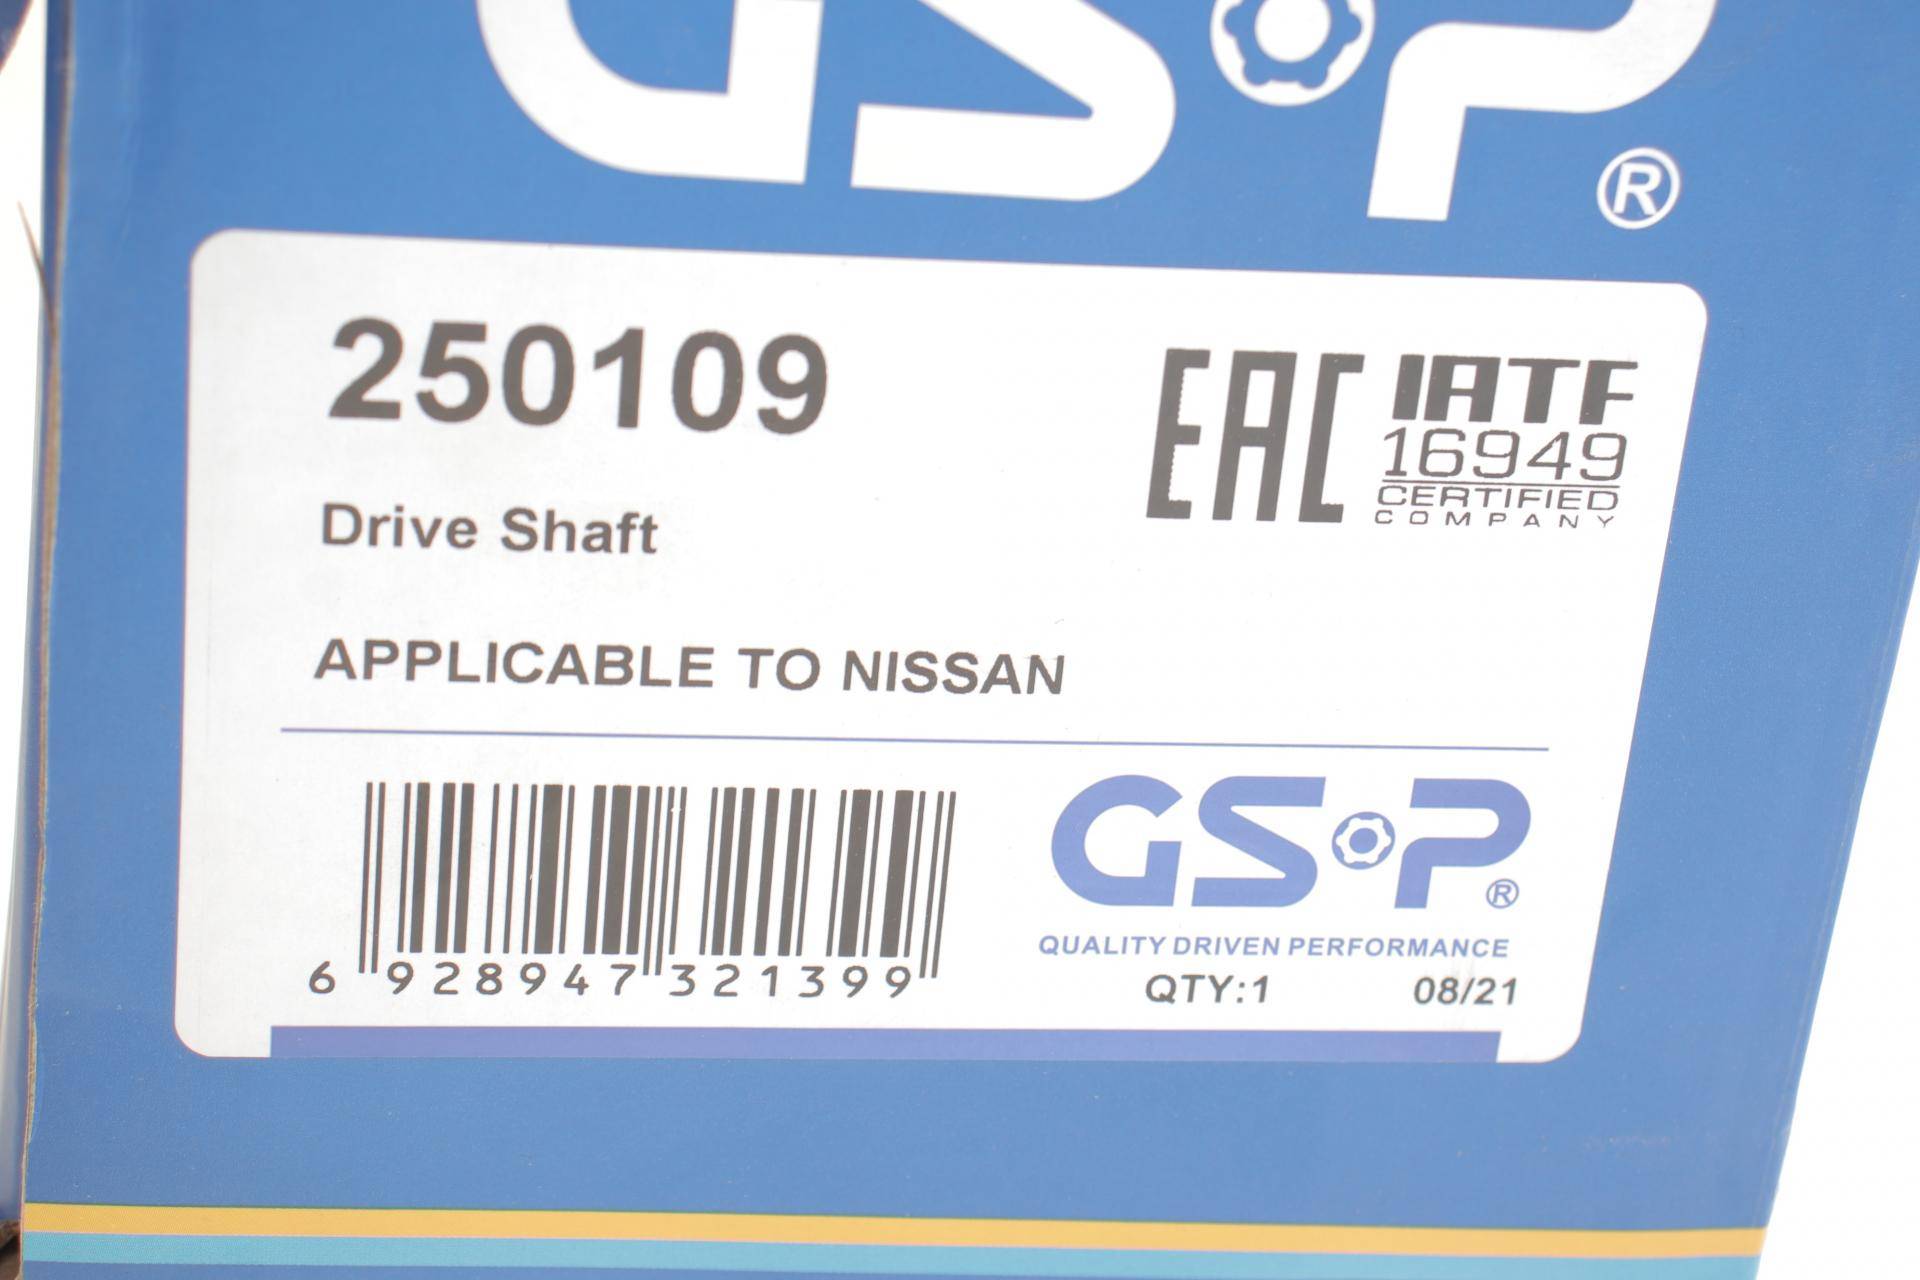 GSP®
250109
EAC
IATF
16949
CERTIFIED
COMPANY
Drive Shaft
APPLICABLE TO NISSAN
GSP®
QUALITY DRIVEN PERFORMANCE
6 928947 321399
QTY:1 08/21